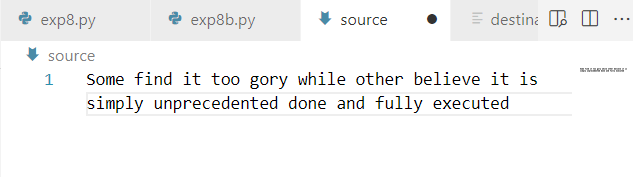 exp8.py exp8b.py source destina
source
1 Some find it too gory while other believe it is
simply unprecedented done and fully executed